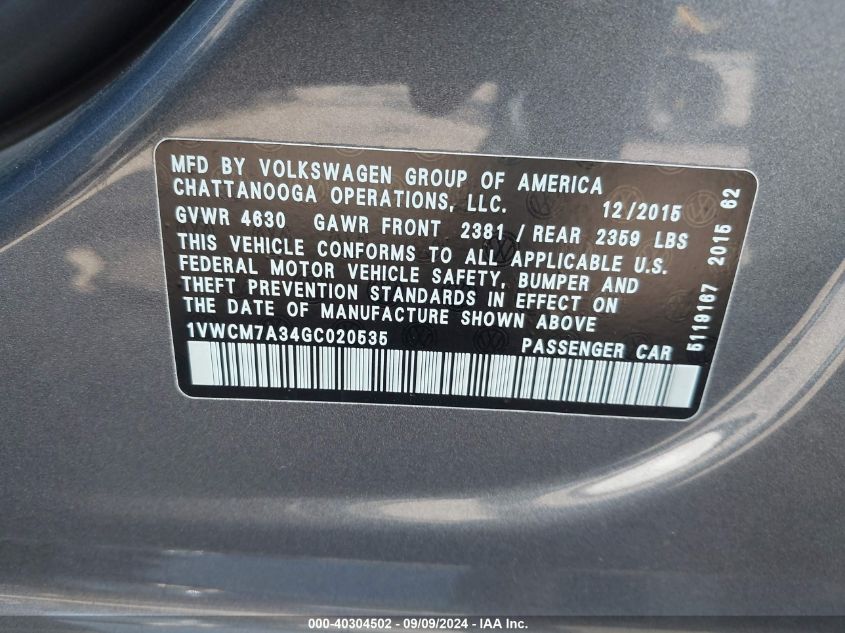 MFD BY VOLKSWAGEN GROUP OF AMERICA
CHATTANOOGA OPERATIONS, LLC. 12/2015
GVWR 4630 GAWR FRONT 2381 / REAR 2359 LBS
THIS VEHICLE CONFORMS TO ALL APPLICABLE U.S.
FEDERAL MOTOR VEHICLE SAFETY, BUMPER AND
THEFT PREVENTION STANDARDS IN EFFECT ON
THE DATE OF MANUFACTURE SHOWN ABOVE
1VWCM7A34GC020535 PASSENGER CAR
5119167 2015 62
000-40304502 - 09/09/2024 - IAA Inc.